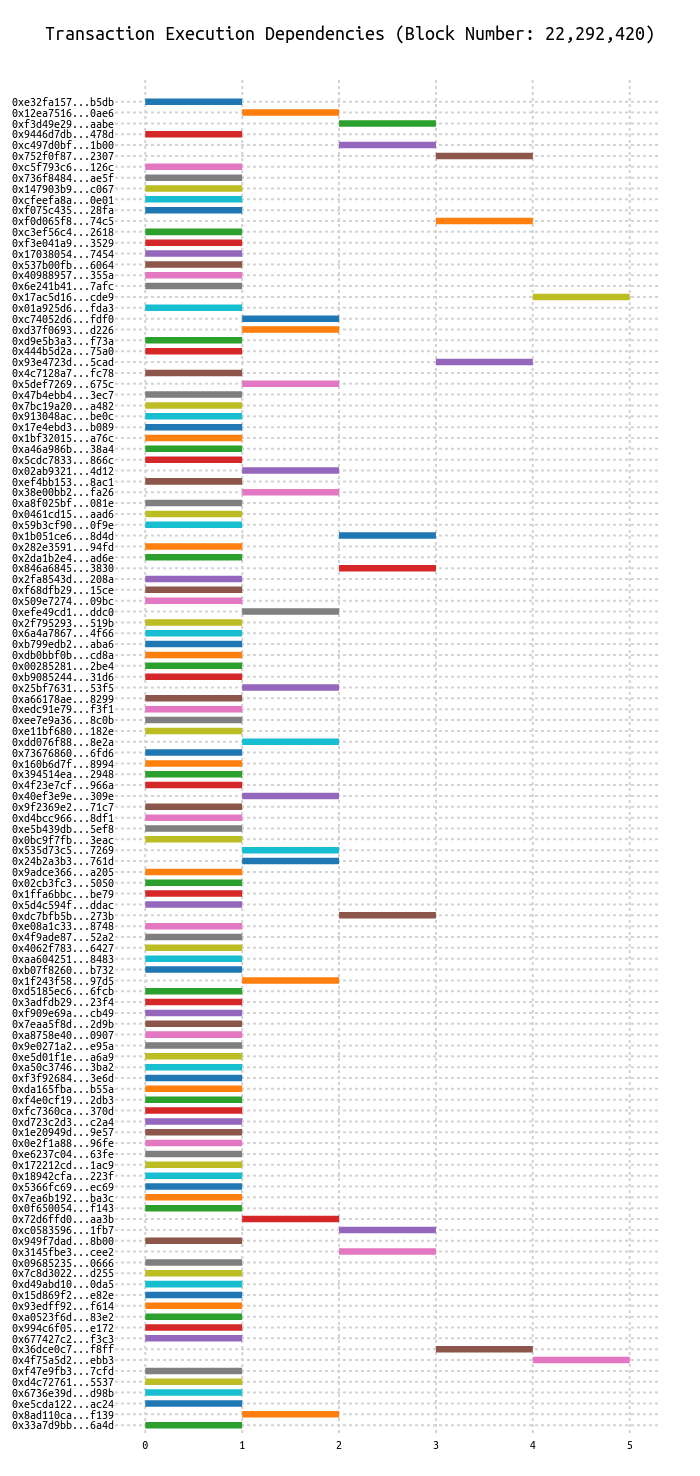 Transaction Execution Dependencies (Block Number: 22,292,420)
0xe32fa157...b5db
0x12ea7516...0ae6
0xf3d49e29...aabe
0x9446d7db...478d
0xc497d0bf...1b00
0x752f0f87...2307
0xc5f793c6...126c
0x736f8484...ae5f
0x147903b9...c067
0xcfeefa8a...0e01
0xf075c435...28fa
0xf0d065f8...74c5
0xc3ef56c4...2618
0xf3e041a9...3529
0x17038054...7454
0x537b00fb...6064
0x40988957...355a
0x6e241b41...7afc
0x17ac5d16...cde9
0x01a925d6...fda3
0xc74052d6...fdf0
0xd37f0693...d226
0xd9e5b3a3...f73a
0x444b5d2a...75a0
0x93e4723d...5cad
0x4c7128a7...fc78
0x5def7269...675c
0x47b4ebb4...3ec7
0x7bc19a20...a482
0x913048ac...be0c
0x17e4ebd3...b089
0x1bf32015...a76c
0xa46a986b...38a4
0x5cdc7833...866c
0x02ab9321...4d12
0xef4bb153...8ac1
0x38e00bb2...fa26
0xa8f025bf...081e
0x0461cd15...aad6
0x59b3cf90...0f9e
0x1b051ce6...8d4d
0x282e3591...94fd
0x2da1b2e4...ad6e
0x846a6845...3830
0x2fa8543d...208a
0xf68dfb29...15ce
0x509e7274...09bc
0xefe49cd1...ddc0
0x2f795293...519b
0x6a4a7867...4f66
0xb799edb2...aba6
0xdb0bbf0b...cd8a
0x00285281...2be4
0xb9085244...31d6
0x25bf7631...53f5
0xa66178ae...8299
0xedc91e79...f3f1
0xee7e9a36...8c0b
0xe11bf680...182e
0xdd076f88...8e2a
0x73676860...6fd6
0x160b6d7f...8994
0x394514ea...2948
0x4f23e7cf...966a
0x40ef3e9e...309e
0x9f2369e2...71c7
0xd4bcc966...8df1
0xe5b439db...5ef8
0x0bc9f7fb...3eac
0x535d73c5...7269
0x24b2a3b3...761d
0x9adce366...a205
0x02cb3fc3...5050
0x1ffa6bbc...be79
0x5d4c594f...ddac
0xdc7bfb5b...273b
0xe08a1c33...8748
0x4f9ade87...52a2
0x4062f783...6427
0xaa604251...8483
0xb07f8260...b732
0x1f243f58...97d5
0xd5185ec6...6fcb
0x3adfdb29...23f4
0xf909e69a...cb49
0x7eaa5f8d...2d9b
0xa8758e40...0907
0x9e0271a2...e95a
0xe5d01f1e...a6a9
0xa50c3746...3ba2
0xf3f92684...3e6d
0xda165fba...b55a
0xf4e0cf19...2db3
0xfc7360ca...370d
0xd723c2d3...c2a4
0x1e20949d...9e57
0x0e2f1a88...96fe
0xe6237c04...63fe
0x172212cd...1ac9
0x18942cfa...223f
0x5366fc69...ec69
0x7ea6b192...ba3c
0x0f650054...f143
0x72d6ffd0...aa3b
0xc0583596...1fb7
0x949f7dad...8b00
0x3145fbe3...cee2
0x09685235...0666
0x7c8d3022...d255
0xd49abd10...0da5
0x15d869f2...e82e
0x93edff92...f614
0xa0523f6d...83e2
0x994c6f05...e172
0x677427c2...f3c3
0x36dce0c7...f8ff
0x4f75a5d2...ebb3
0xf47e9fb3...7cfd
0xd4c72761...5537
0x6736e39d...d98b
0xe5cda122...ac24
0x8ad110ca...f139
0x33a7d9bb...6a4d
0 1 2 3 4 5